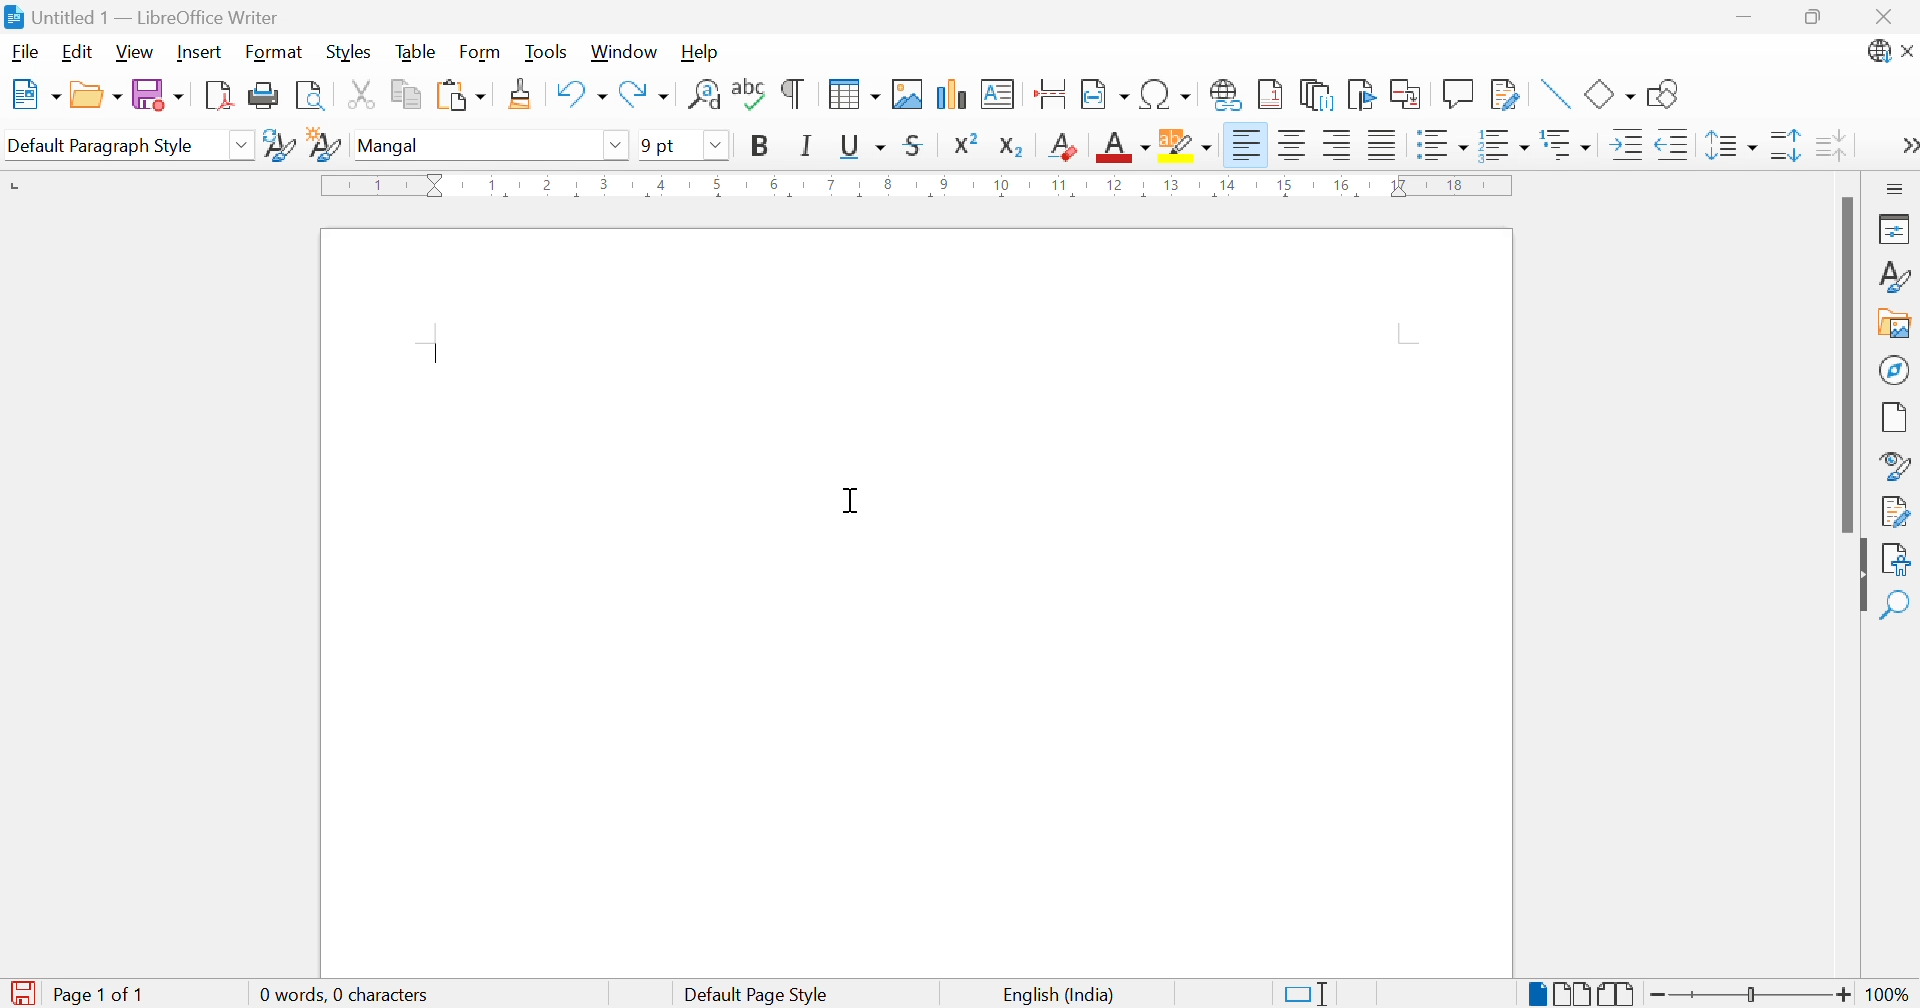 Untitled 1 — LibreOffice Writer
File Edit View Insert Format Styles Table Form Tools Window Help
Default Paragraph Style Mangal 9 pt
1 1 2 3 4 5 6 7 8 9 10 11 12 13 14 15 16 17 18
Page 1 of 1 0 words, 0 characters Default Page Style English (India) 100%